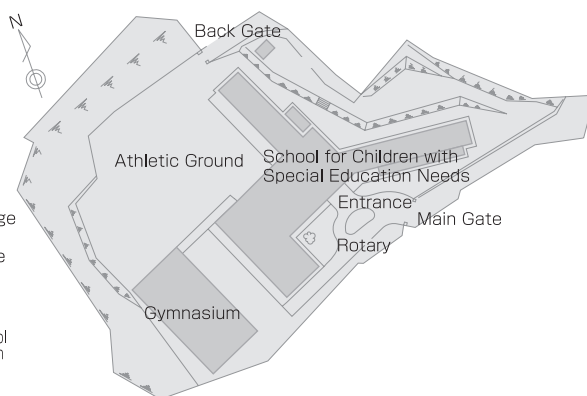 N
Back Gate
Athletic Ground
School for Children with
Special Education Needs
Entrance
Main Gate
Rotary
Gymnasium